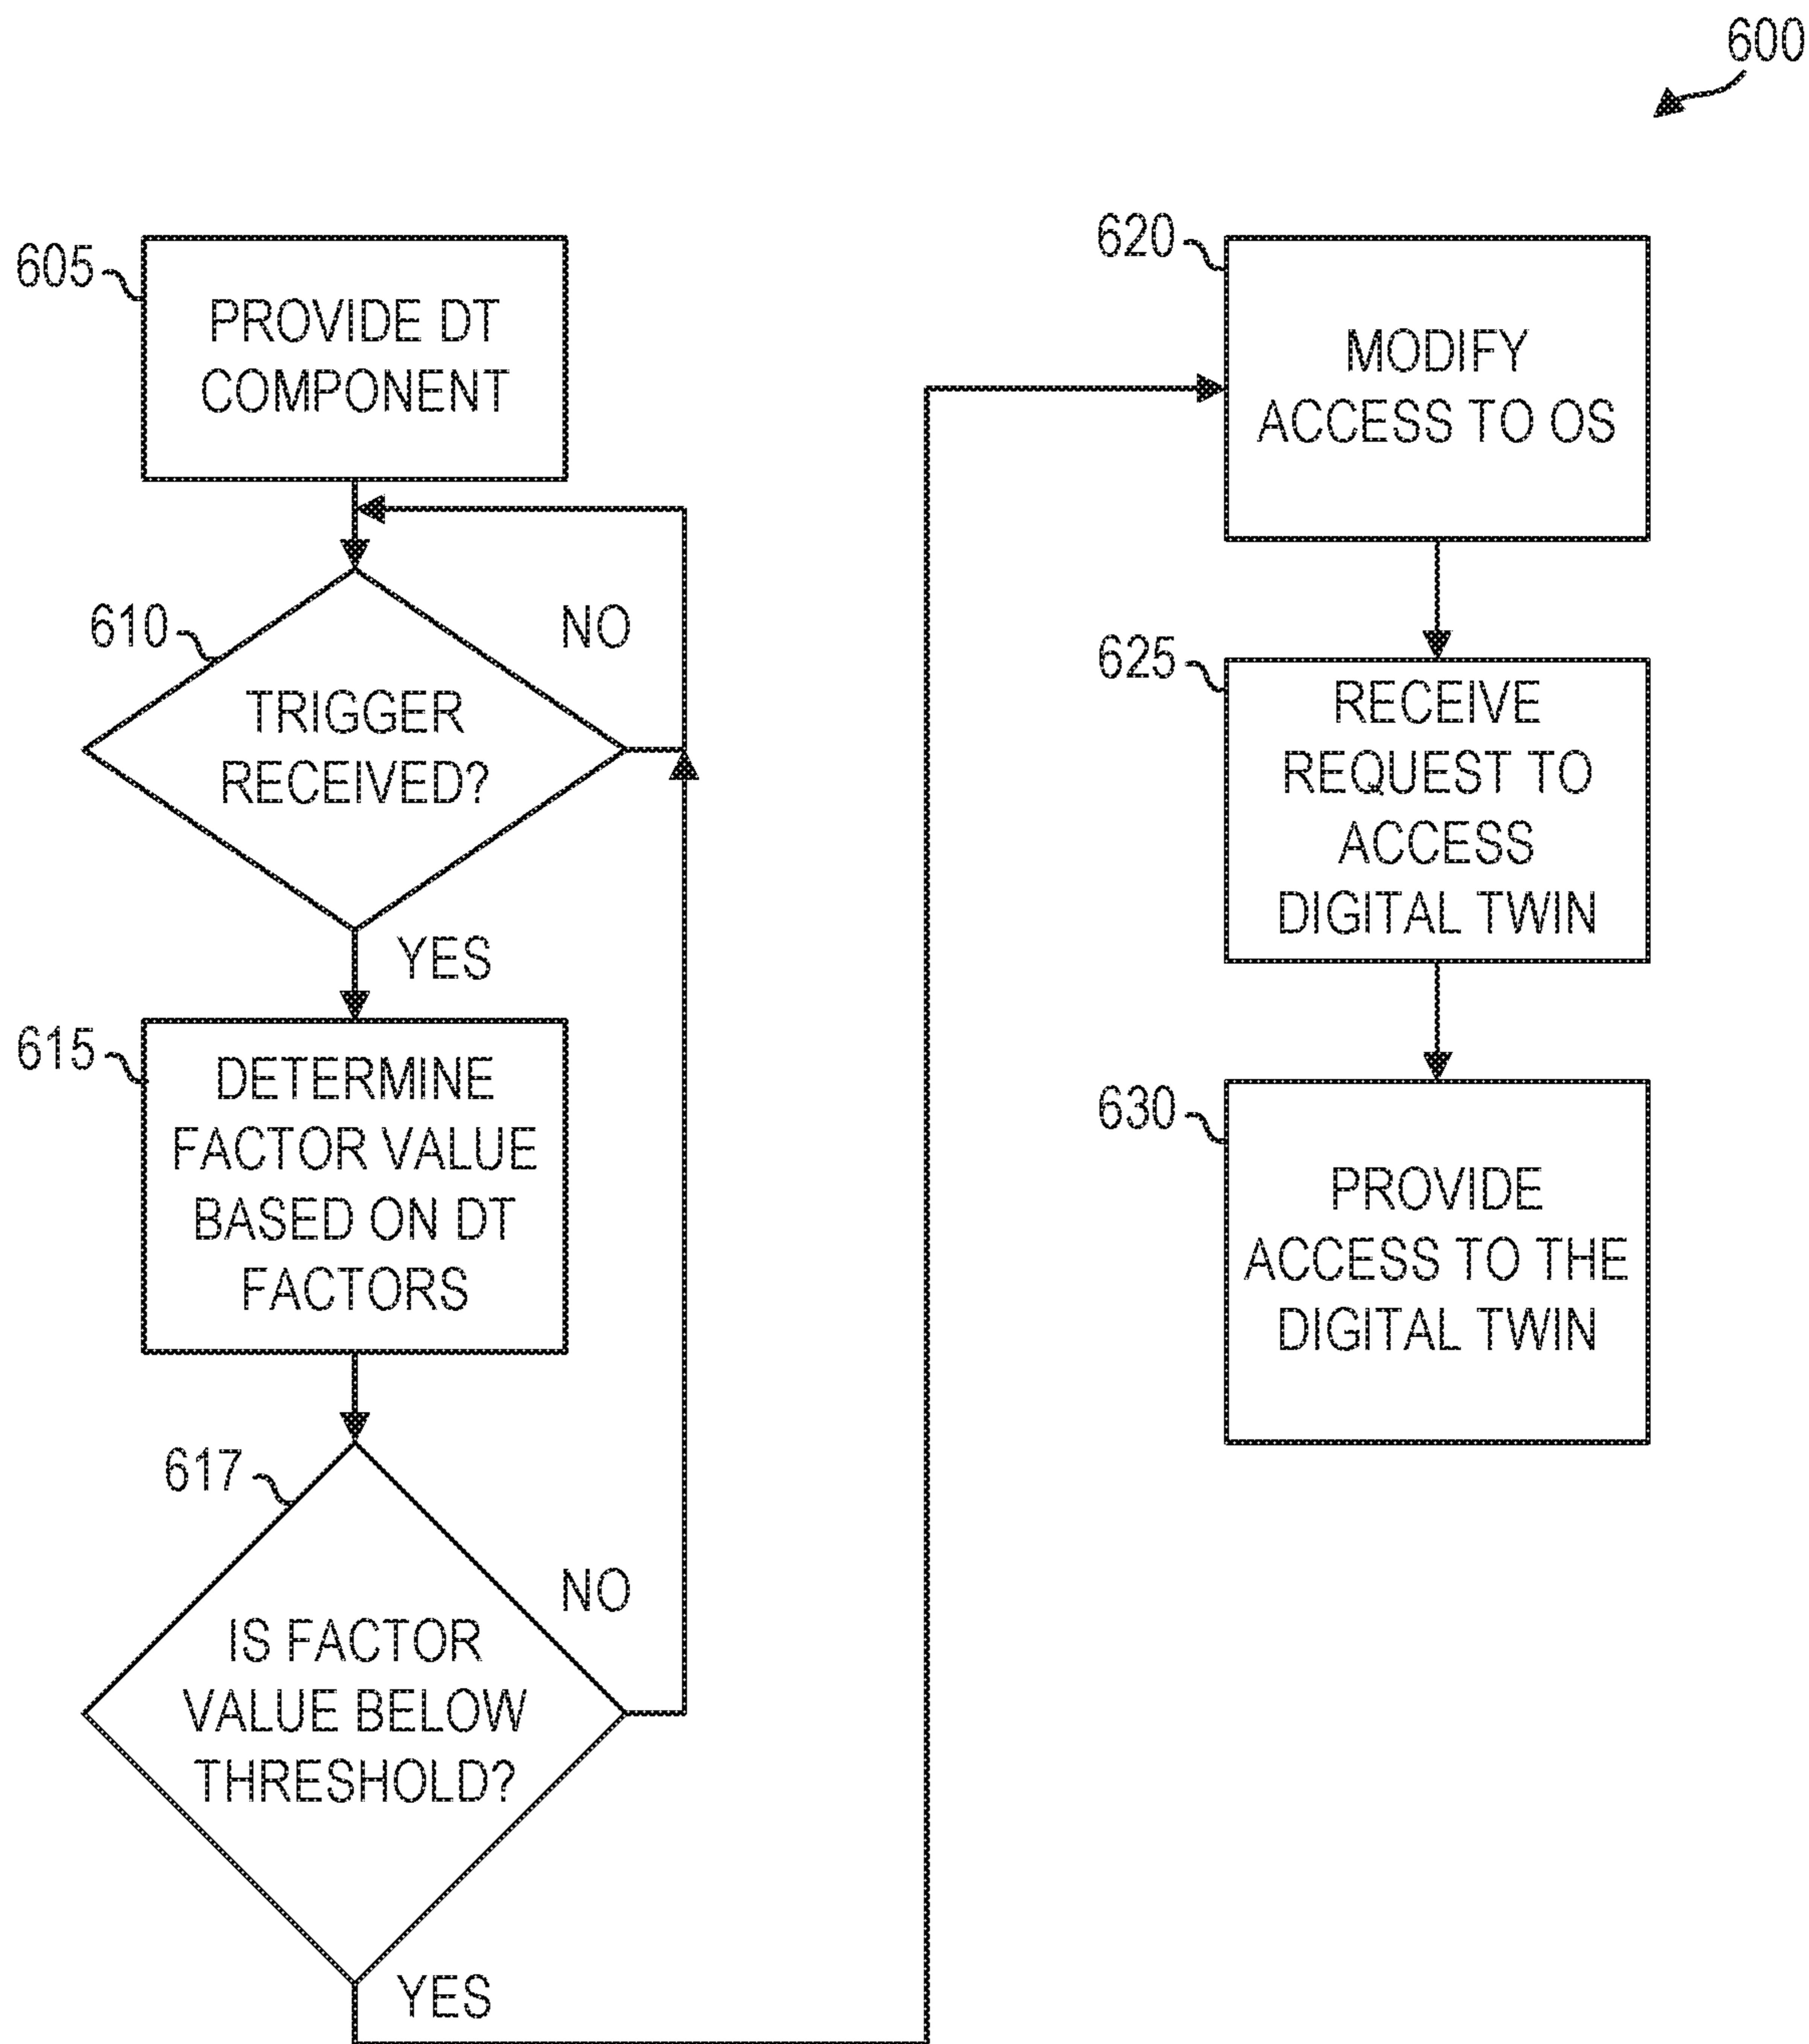 600
605
PROVIDE DT
COMPONENT
610
NO
TRIGGER
RECEIVED?
YES
615
DETERMINE
FACTOR VALUE
BASED ON DT
FACTORS
617
NO
IS FACTOR
VALUE BELOW
THRESHOLD?
YES
620
MODIFY
ACCESS TO OS
625
RECEIVE
REQUEST TO
ACCESS
DIGITAL TWIN
630
PROVIDE
ACCESS TO THE
DIGITAL TWIN